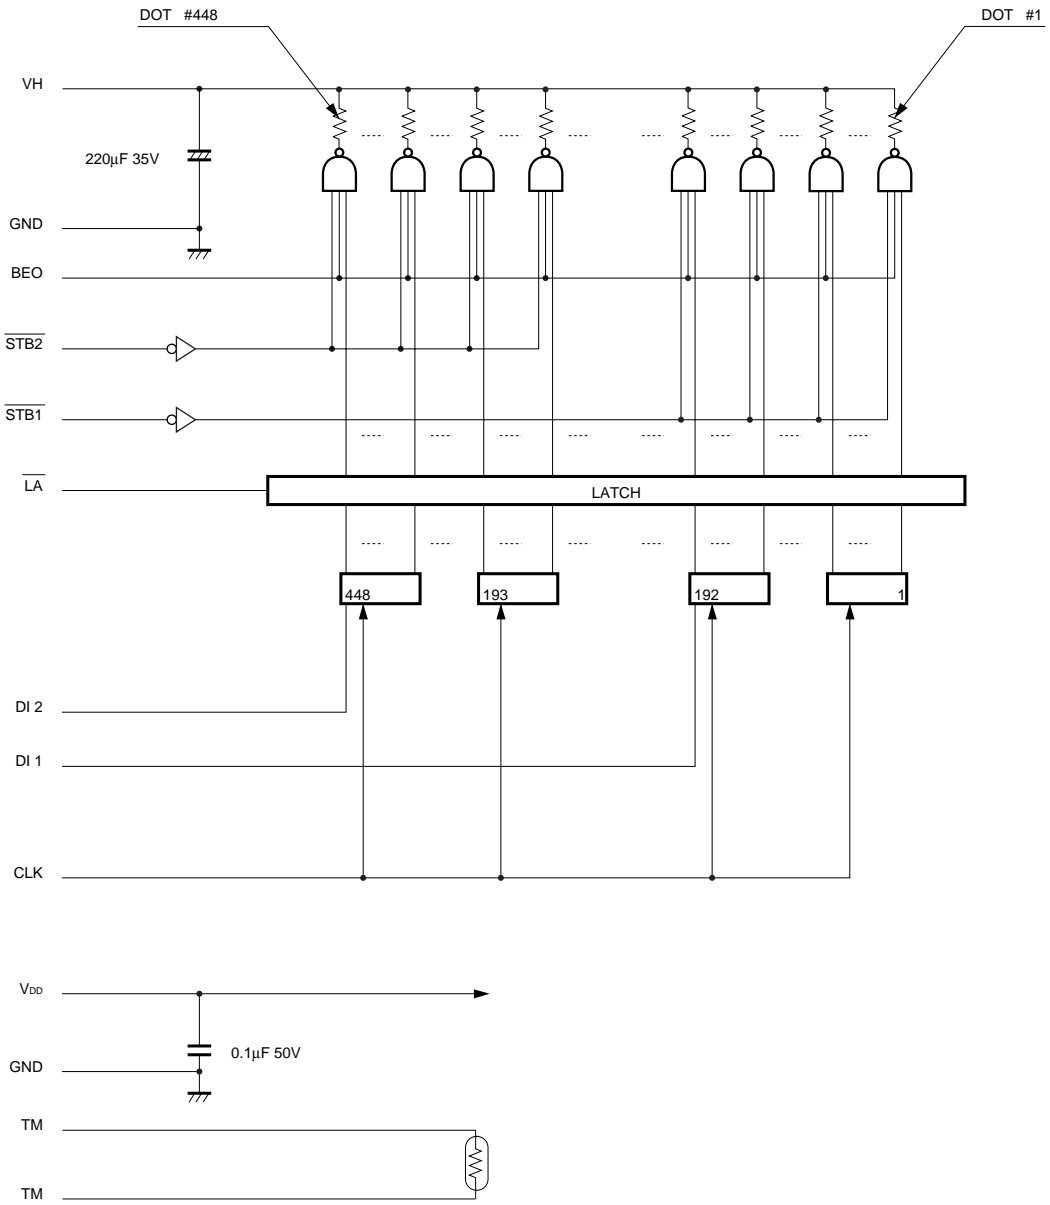 DOT #448
DOT #1
VH
220μF 35V
GND
BEO
STB2
STB1
LA
LATCH
448
193
192
1
DI 2
DI 1
CLK
VDD
0.1μF 50V
GND
TM
TM